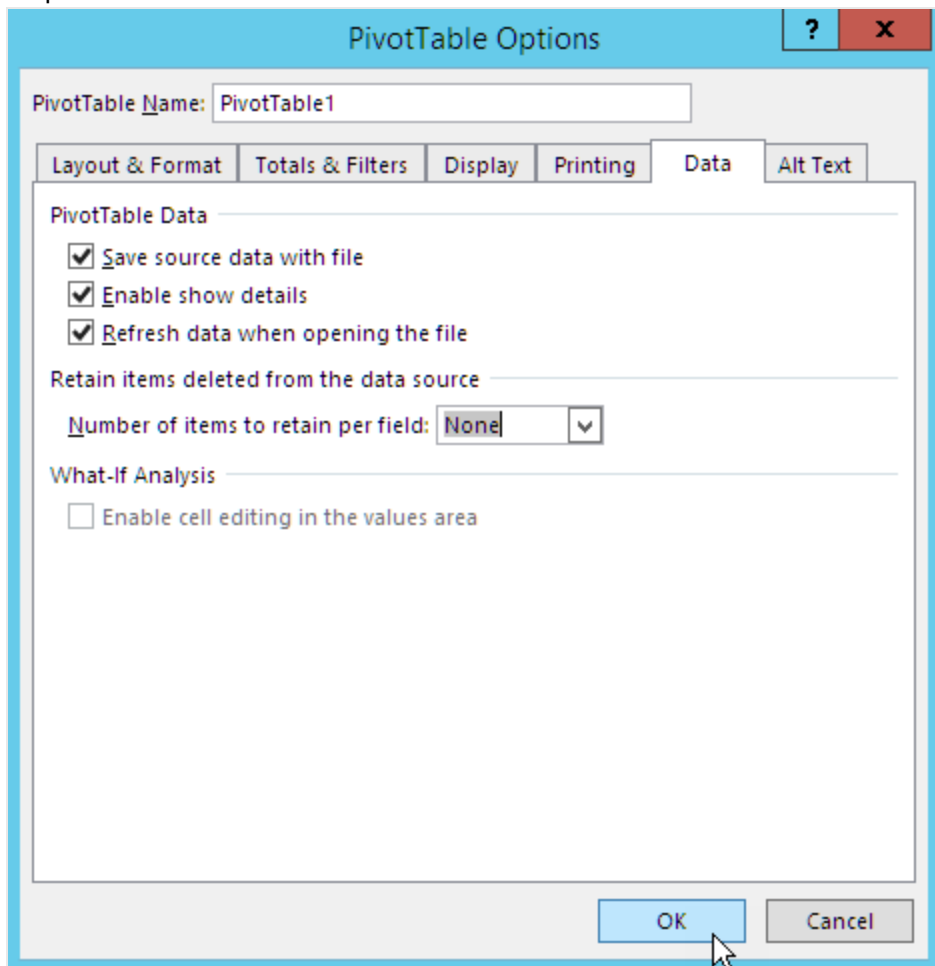 PivotTable Options
?
x
PivotTable Name: PivotTable1
Layout & Format Totals & Filters Display Printing Data Alt Text
PivotTable Data
Save source data with file
Enable show details
Refresh data when opening the file
Retain items deleted from the data source
Number of items to retain per field: None
What-If Analysis
Enable cell editing in the values area
OK Cancel